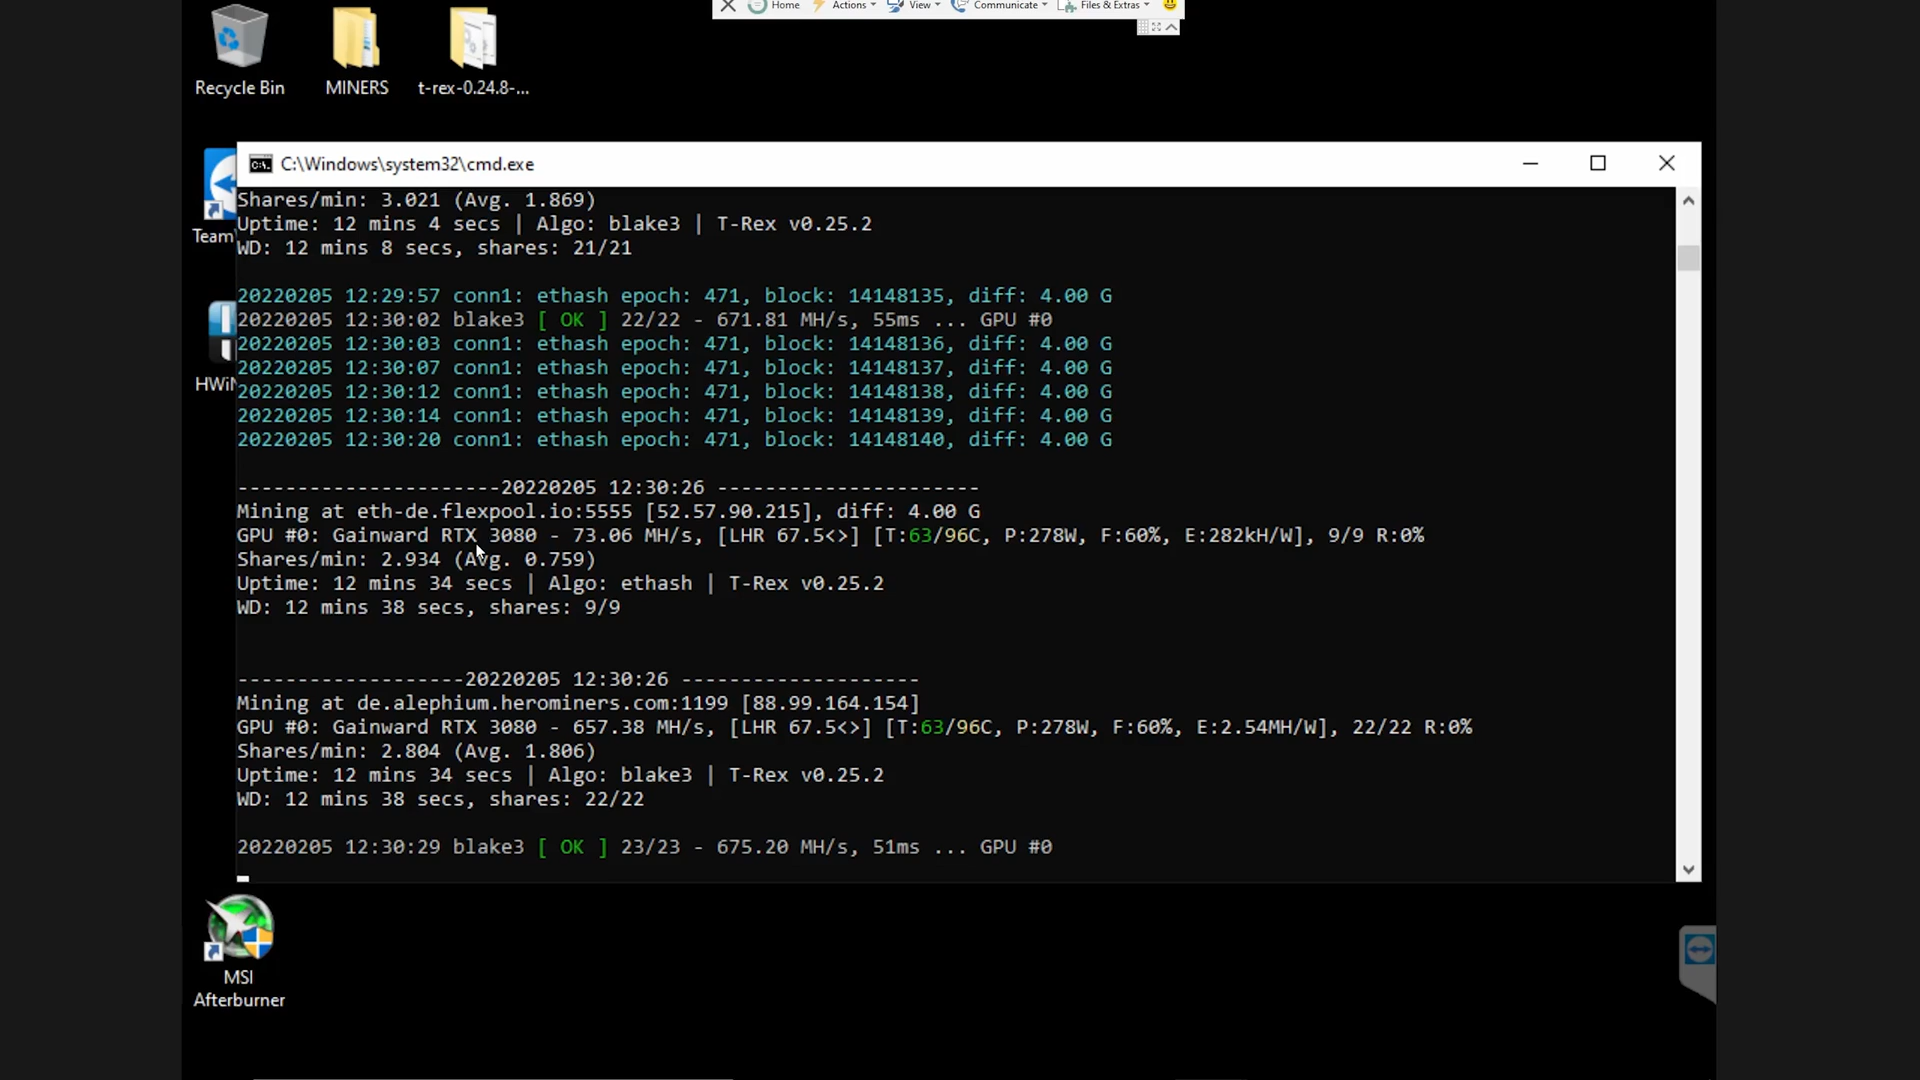 Home Actions View Communicate Files & Extras
Recycle Bin
MINERS
t-rex-0.24.8-...
Team
HWiN
C:\Windows\system32\cmd.exe
Shares/min: 3.021 (Avg. 1.869)
Uptime: 12 mins 4 secs | Algo: blake3 | T-Rex v0.25.2
WD: 12 mins 8 secs, shares: 21/21
20220205 12:29:57 conn1: ethash epoch: 471, block: 14148135, diff: 4.00 G
20220205 12:30:02 blake3 [ OK ] 22/22 - 671.81 MH/s, 55ms ... GPU #0
20220205 12:30:03 conn1: ethash epoch: 471, block: 14148136, diff: 4.00 G
20220205 12:30:07 conn1: ethash epoch: 471, block: 14148137, diff: 4.00 G
20220205 12:30:12 conn1: ethash epoch: 471, block: 14148138, diff: 4.00 G
20220205 12:30:14 conn1: ethash epoch: 471, block: 14148139, diff: 4.00 G
20220205 12:30:20 conn1: ethash epoch: 471, block: 14148140, diff: 4.00 G
----------------------20220205 12:30:26 ----------------------
Mining at eth-de.flexpool.io:5555 [52.57.90.215], diff: 4.00 G
GPU #0: Gainward RTX 3080 - 73.06 MH/s, [LHR 67.5<>] [T:63/96C, P:278W, F:60%, E:282kH/W], 9/9 R:0%
Shares/min: 2.934 (Avg. 0.759)
Uptime: 12 mins 34 secs | Algo: ethash | T-Rex v0.25.2
WD: 12 mins 38 secs, shares: 9/9
-------------------20220205 12:30:26 --------------------
Mining at de.alephium.herominers.com:1199 [88.99.164.154]
GPU #0: Gainward RTX 3080 - 657.38 MH/s, [LHR 67.5<>] [T:63/96C, P:278W, F:60%, E:2.54MH/W], 22/22 R:0%
Shares/min: 2.804 (Avg. 1.806)
Uptime: 12 mins 34 secs | Algo: blake3 | T-Rex v0.25.2
WD: 12 mins 38 secs, shares: 22/22
20220205 12:30:29 blake3 [ OK ] 23/23 - 675.20 MH/s, 51ms ... GPU #0
MSI
Afterburner